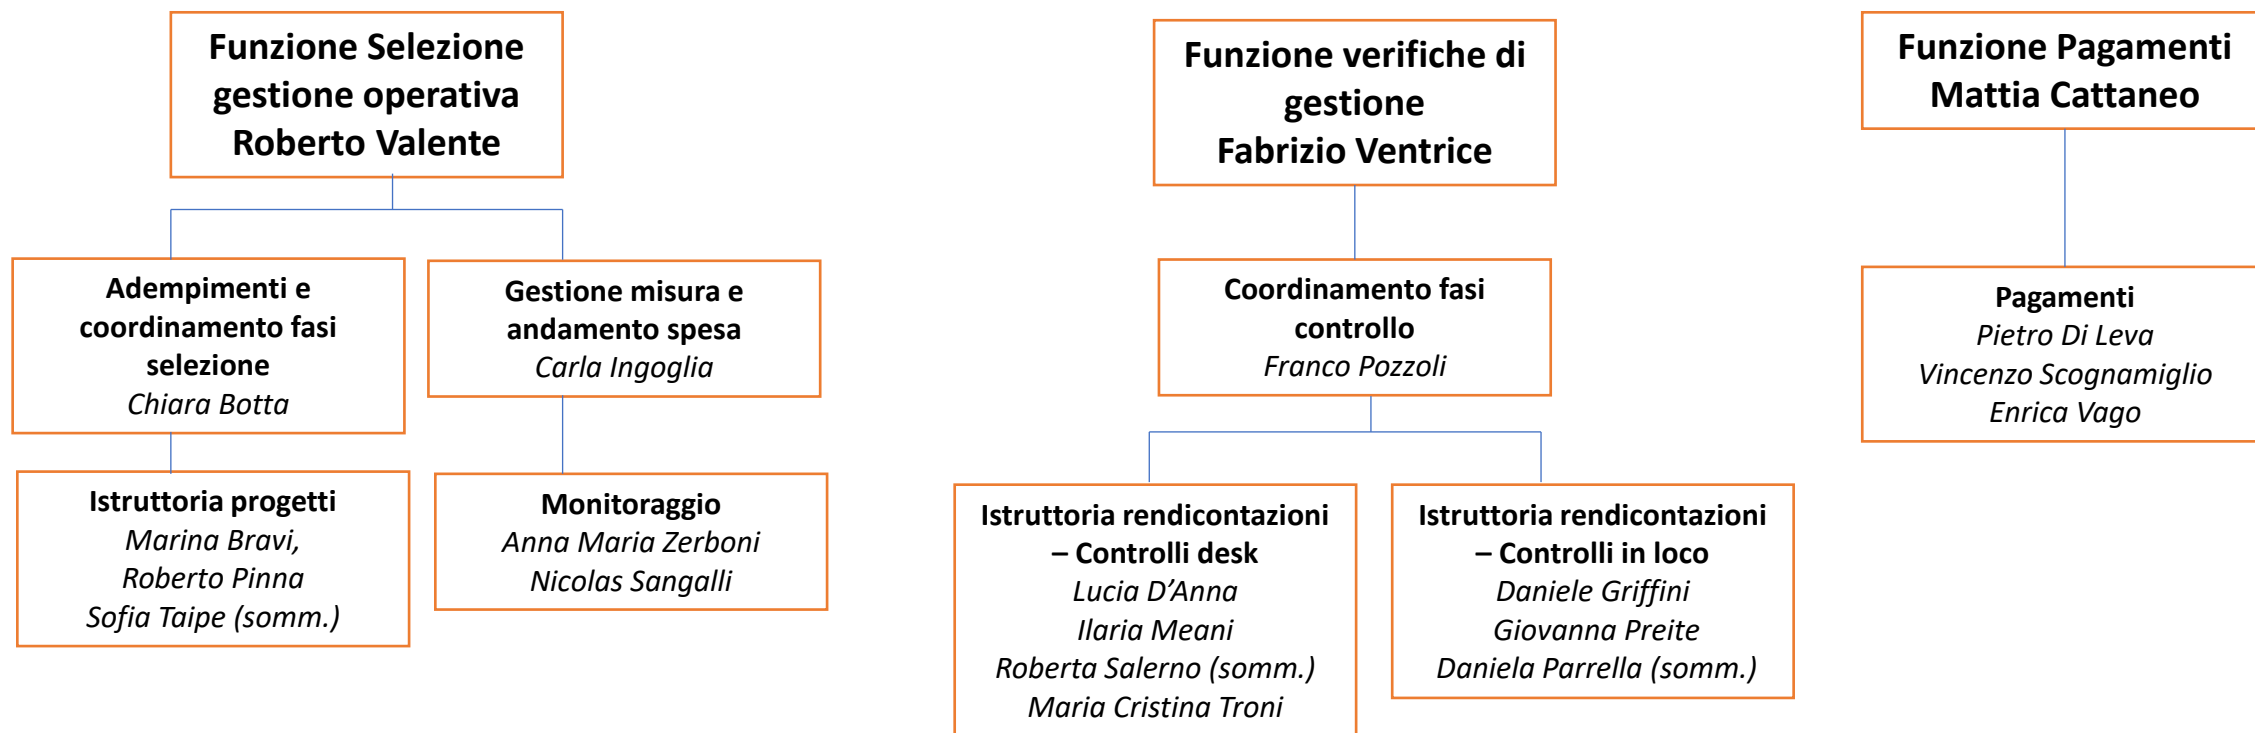 Funzione Selezione
gestione operativa
Roberto Valente
Funzione verifiche di
gestione
Fabrizio Ventrice
Funzione Pagamenti
Mattia Cattaneo
Adempimenti e
coordinamento fasi
selezione
Chiara Botta
Gestione misura e
andamento spesa
Carla Ingoglia
Coordinamento fasi
controllo
Franco Pozzoli
Pagamenti
Pietro Di Leva
Vincenzo Scognamiglio
Enrica Vago
Istruttoria progetti
Marina Bravi,
Roberto Pinna
Sofia Taipe (somm.)
Monitoraggio
Anna Maria Zerboni
Nicolas Sangalli
Istruttoria rendicontazioni
– Controlli desk
Lucia D’Anna
Ilaria Meani
Roberta Salerno (somm.)
Maria Cristina Troni
Istruttoria rendicontazioni
– Controlli in loco
Daniele Griffini
Giovanna Preite
Daniela Parrella (somm.)